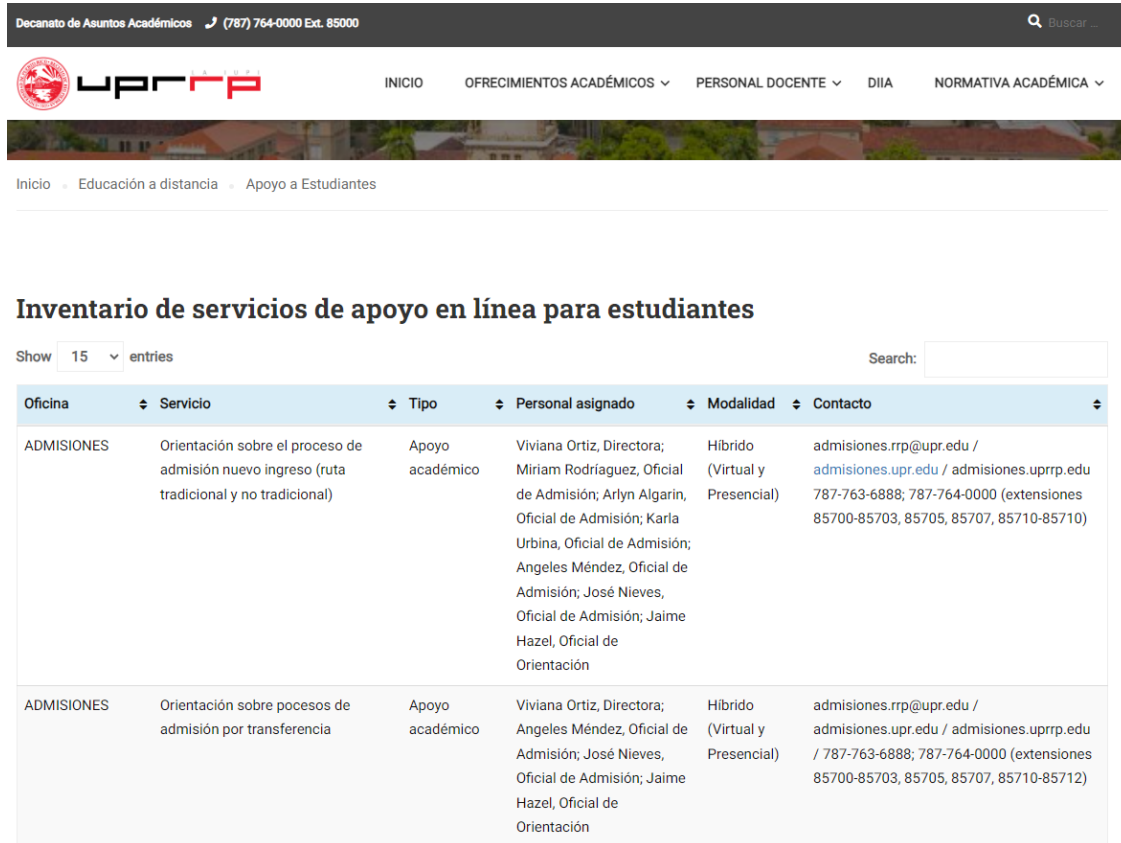 Decanato de Asuntos Académicos (787) 764-0000 Ext. 85000 Buscar ...
uprrp
LA IUPI
INICIO OFRECIMIENTOS ACADÉMICOS PERSONAL DOCENTE DIIA NORMATIVA ACADÉMICA
Inicio Educación a distancia Apoyo a Estudiantes
Inventario de servicios de apoyo en línea para estudiantes
Show 15 entries Search:
Oficina Servicio Tipo Personal asignado Modalidad Contacto
ADMISIONES Orientación sobre el proceso de Apoyo Viviana Ortiz, Directora; Híbrido admisiones.rrp@upr.edu /
admisión nuevo ingreso (ruta académico Miriam Rodríaguez, Oficial (Virtual y admisiones.upr.edu / admisiones.uprrp.edu
tradicional y no tradicional) de Admisión; Arlyn Algarin, Presencial) 787-763-6888; 787-764-0000 (extensiones
Oficial de Admisión; Karla 85700-85703, 85705, 85707, 85710-85710)
Urbina, Oficial de Admisión;
Angeles Méndez, Oficial de
Admisión; José Nieves,
Oficial de Admisión; Jaime
Hazel, Oficial de
Orientación
ADMISIONES Orientación sobre pocesos de Apoyo Viviana Ortiz, Directora; Híbrido admisiones.rrp@upr.edu /
admisión por transferencia académico Angeles Méndez, Oficial de (Virtual y admisiones.upr.edu / admisiones.uprrp.edu
Admisión; José Nieves, Presencial) / 787-763-6888; 787-764-0000 (extensiones
Oficial de Admisión; Jaime 85700-85703, 85705, 85707, 85710-85712)
Hazel, Oficial de
Orientación